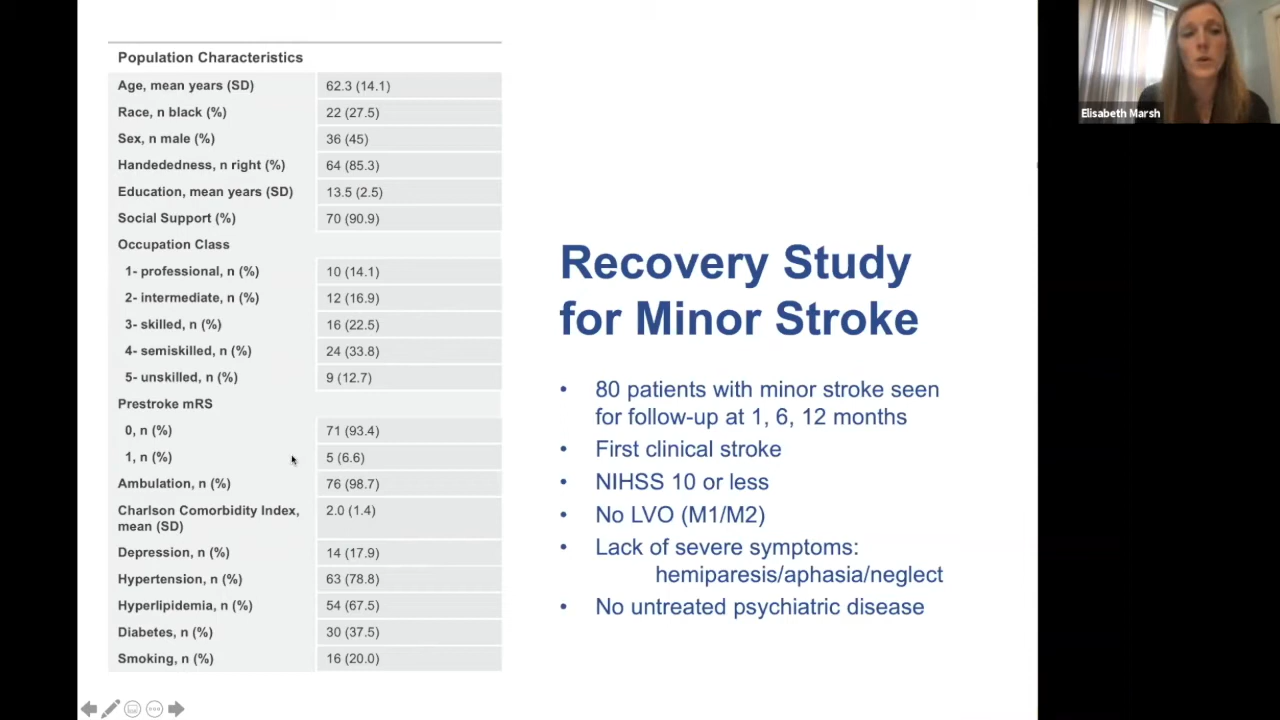 Population Characteristics
Age, mean years (SD) 62.3 (14.1)
Race, n black (%) 22 (27.5)
Sex, n male (%) 36 (45)
Handededness, n right (%) 64 (85.3)
Education, mean years (SD) 13.5 (2.5)
Social Support (%) 70 (90.9)
Occupation Class
1- professional, n (%) 10 (14.1)
2- intermediate, n (%) 12 (16.9)
3- skilled, n (%) 16 (22.5)
4- semiskilled, n (%) 24 (33.8)
5- unskilled, n (%) 9 (12.7)
Prestroke mRS
0, n (%) 71 (93.4)
1, n (%) 5 (6.6)
Ambulation, n (%) 76 (98.7)
Charlson Comorbidity Index, 2.0 (1.4)
mean (SD)
Depression, n (%) 14 (17.9)
Hypertension, n (%) 63 (78.8)
Hyperlipidemia, n (%) 54 (67.5)
Diabetes, n (%) 30 (37.5)
Smoking, n (%) 16 (20.0)
Recovery Study
for Minor Stroke
• 80 patients with minor stroke seen
for follow-up at 1, 6, 12 months
• First clinical stroke
• NIHSS 10 or less
• No LVO (M1/M2)
• Lack of severe symptoms:
hemiparesis/aphasia/neglect
• No untreated psychiatric disease
Elisabeth Marsh